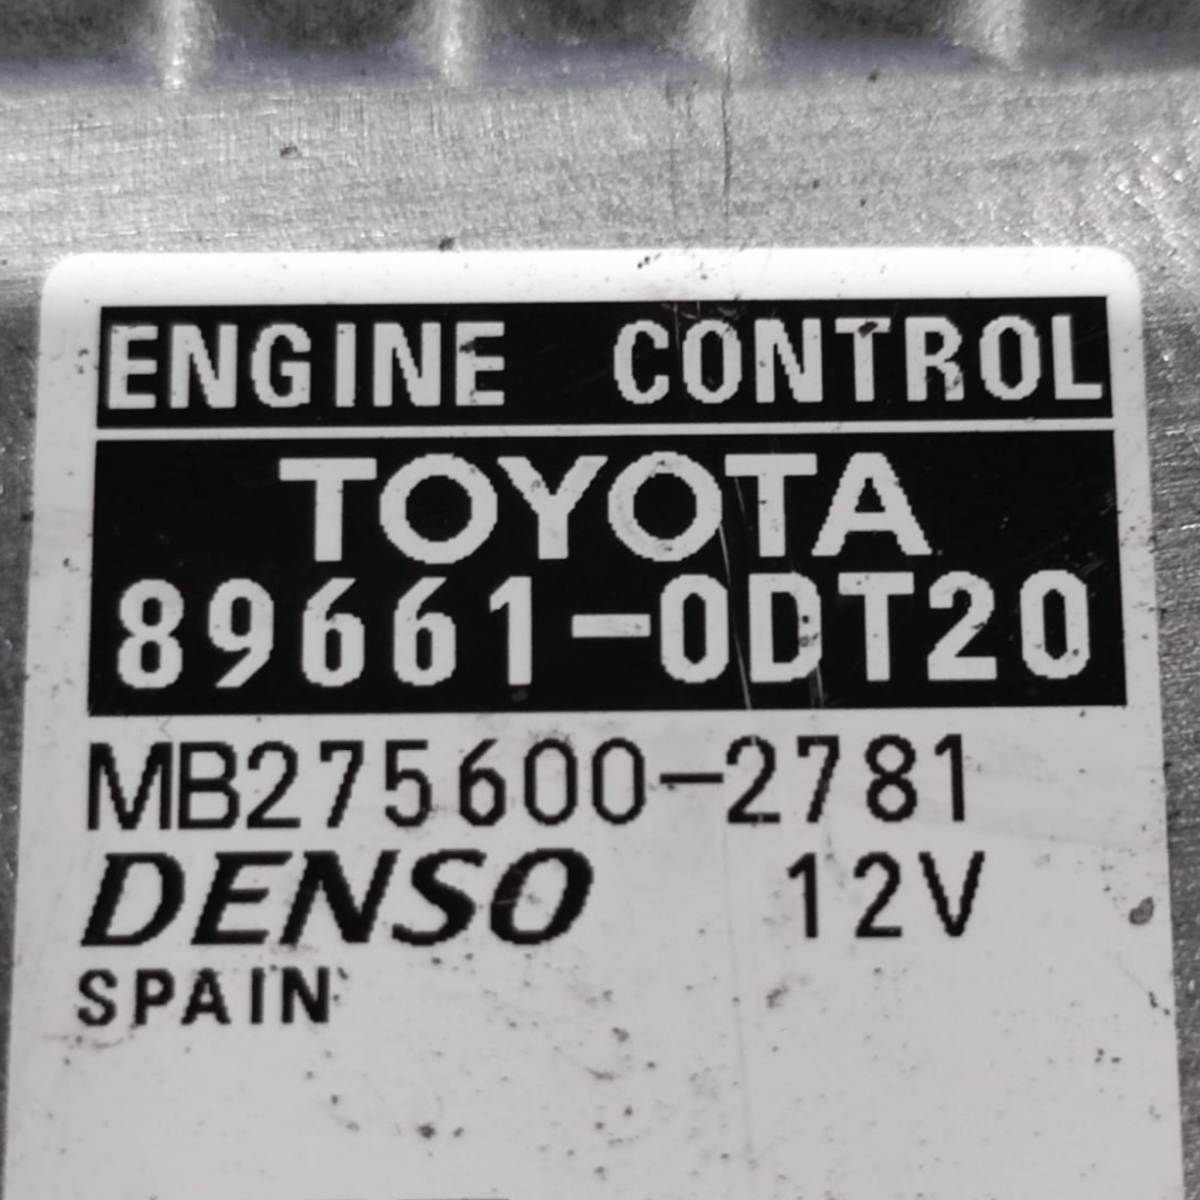 ENGINE CONTROL
TOYOTA
89661-0DT20
MB275600-2781
DENSO 12V
SPAIN